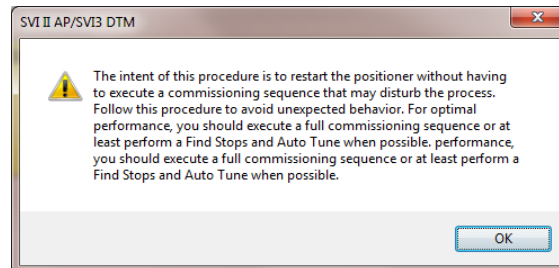 SVI II AP/SVI3 DTM
The intent of this procedure is to restart the positioner without having
to execute a commissioning sequence that may disturb the process.
Follow this procedure to avoid unexpected behavior. For optimal
performance, you should execute a full commissioning sequence or at
least perform a Find Stops and Auto Tune when possible. performance,
you should execute a full commissioning sequence or at least perform a
Find Stops and Auto Tune when possible.
OK